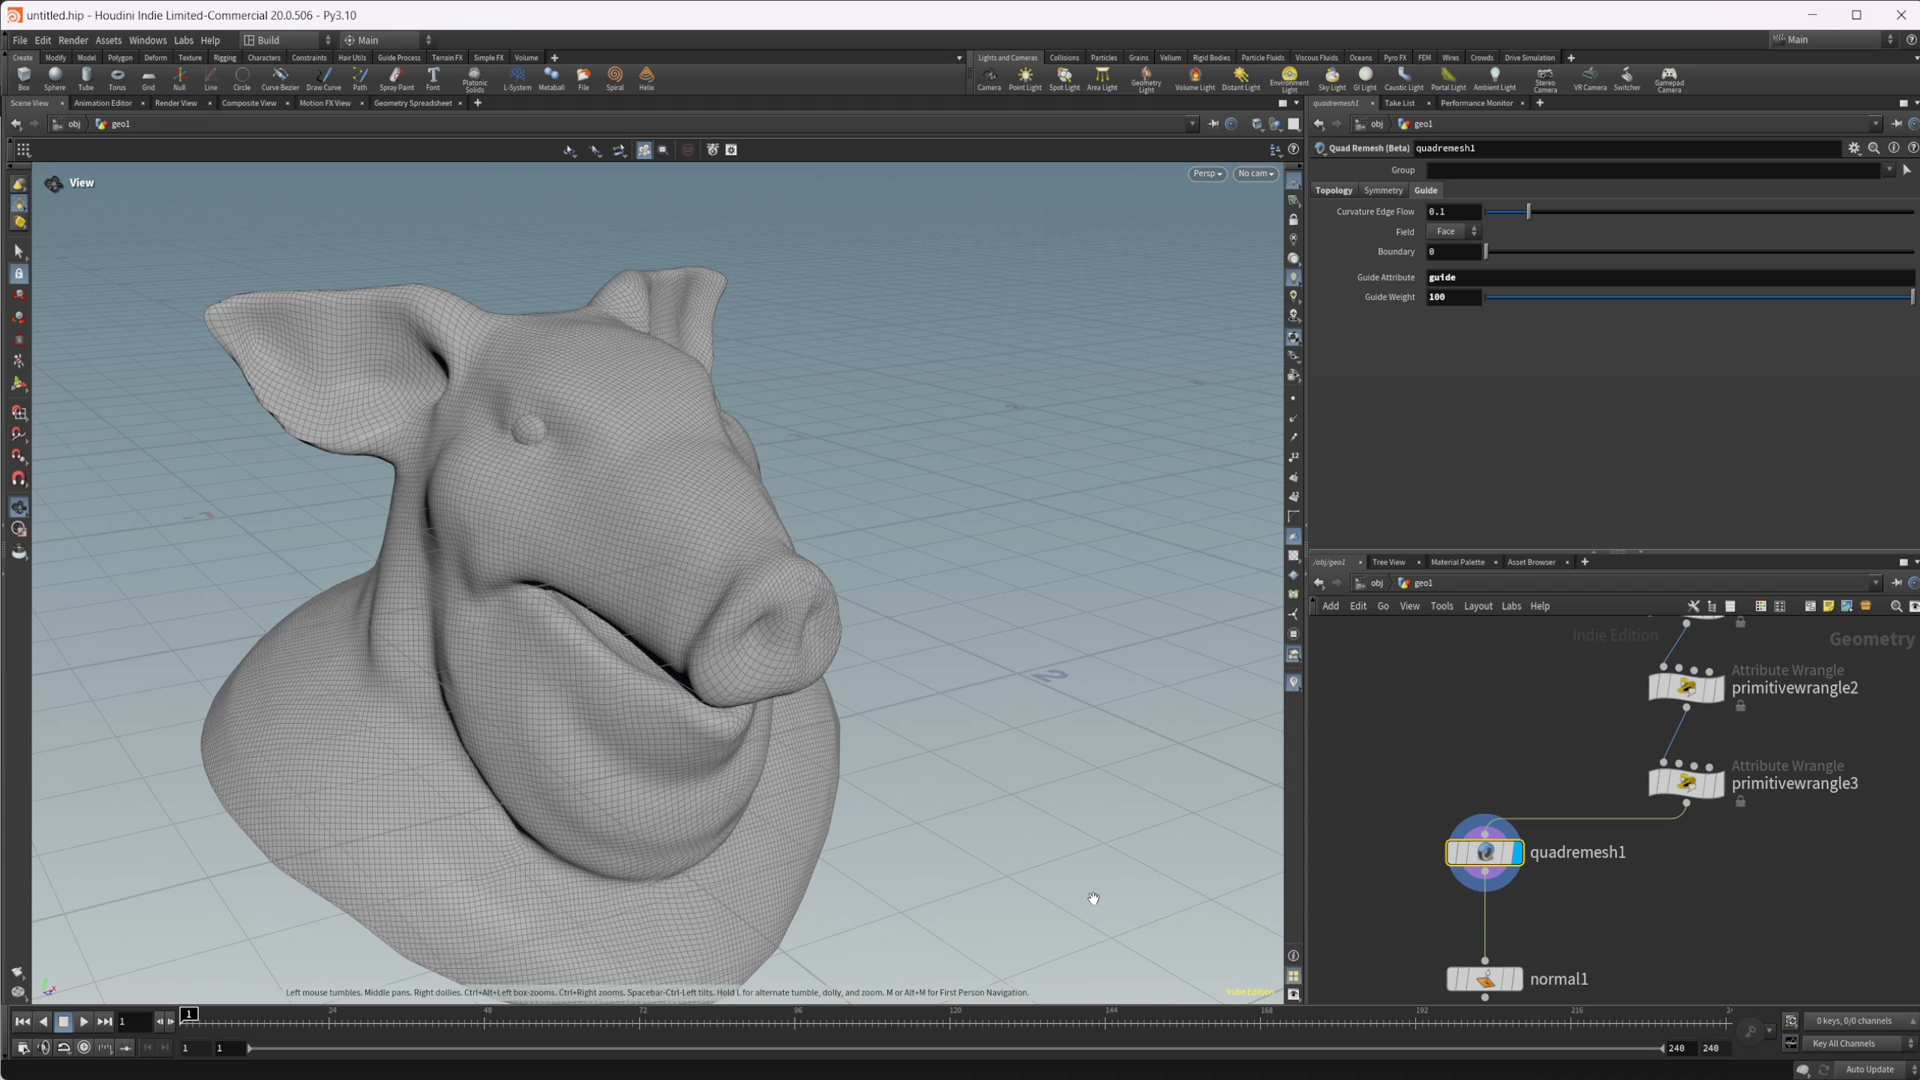 untitled.hip - Houdini Indie Limited-Commercial 20.0.506 - Py3.10
File Edit Render Assets Windows Labs Help Build Main Main
Create Modify Model Polygon Deform Texture Rigging Characters Constraints Hair Utils Guide Process Terrain FX Simple FX Volume
Lights and Cameras Collisions Particles Grains Vellum Rigid Bodies Particle Fluids Viscous Fluids Oceans Pyro FX FEM Wires Crowds Drive Simulation
Box Sphere Tube Torus Grid Null Line Circle Curve Bezier Draw Curve Path Spray Paint Font Platonic Solids L-System Metaball File Spiral Helix
Camera Point Light Spot Light Area Light Geometry Light Volume Light Distant Light Environment Light Sky Light GI Light Caustic Light Portal Light Ambient Light Stereo Camera VR Camera Switcher Gamepad Camera
Scene View Animation Editor Render View Composite View Motion FX View Geometry Spreadsheet
quadremesh1 Take List Performance Monitor
obj geo1
obj geo1
Quad Remesh (Beta) quadremesh1
Group
View
Persp No cam
Topology Symmetry Guide
Curvature Edge Flow 0.1
Field Face
Boundary 0
Guide Attribute guide
Guide Weight 100
/obj/geo1 Tree View Material Palette Asset Browser
obj geo1
Add Edit Go View Tools Layout Labs Help
Indie Edition
Geometry
Attribute Wrangle
primitivewrangle2
Attribute Wrangle
primitivewrangle3
quadremesh1
normal1
2
Left mouse tumbles. Middle pans. Right dollies. Ctrl+Alt+Left box-zooms. Ctrl+Right zooms. Spacebar-Ctrl-Left tilts. Hold L for alternate tumble, dolly, and zoom. M or Alt+M for First Person Navigation.
Indie Edition
1 1 24 48 72 96 120 144 168 192 216
0 keys, 0/0 channels
1 1 240 240
Key All Channels
Auto Update